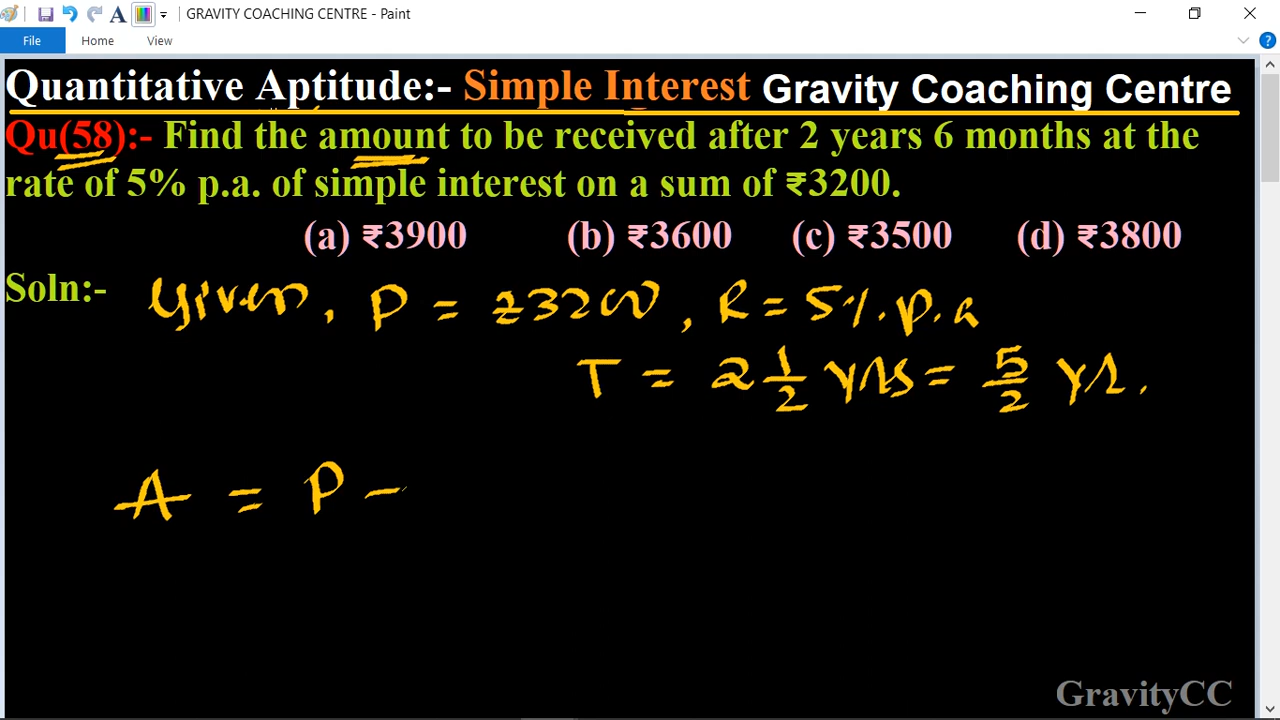 GRAVITY COACHING CENTRE - Paint
File Home View
Quantitative Aptitude:- Simple Interest Gravity Coaching Centre
Qu(58):- Find the amount to be received after 2 years 6 months at the
rate of 5% p.a. of simple interest on a sum of ₹3200.
(a) ₹3900 (b) ₹3600 (c) ₹3500 (d) ₹3800
Soln:- Given, P = ₹3200, R = 5%. p.a
T = 2 1/2 yrs = 5/2 yr.
A = P -
GravityCC